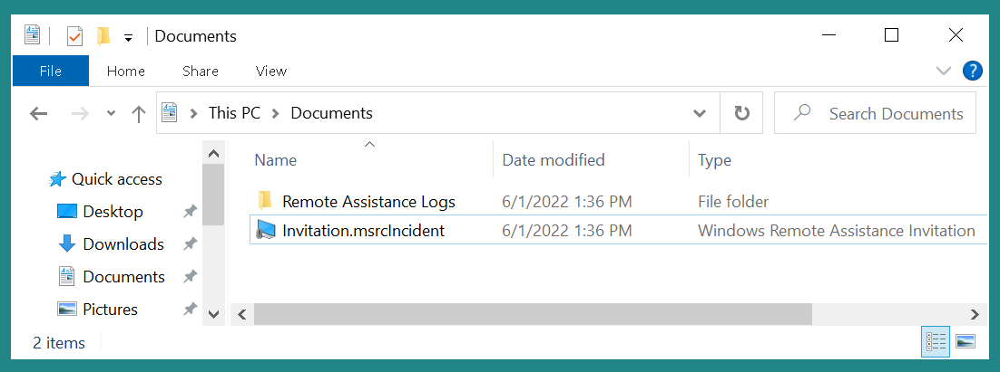 Documents
File Home Share View ?
This PC Documents Search Documents
Name Date modified Type
Quick access
Remote Assistance Logs 6/1/2022 1:36 PM File folder
Desktop
Invitation.msrcIncident 6/1/2022 1:36 PM Windows Remote Assistance Invitation
Downloads
Documents
Pictures
2 items